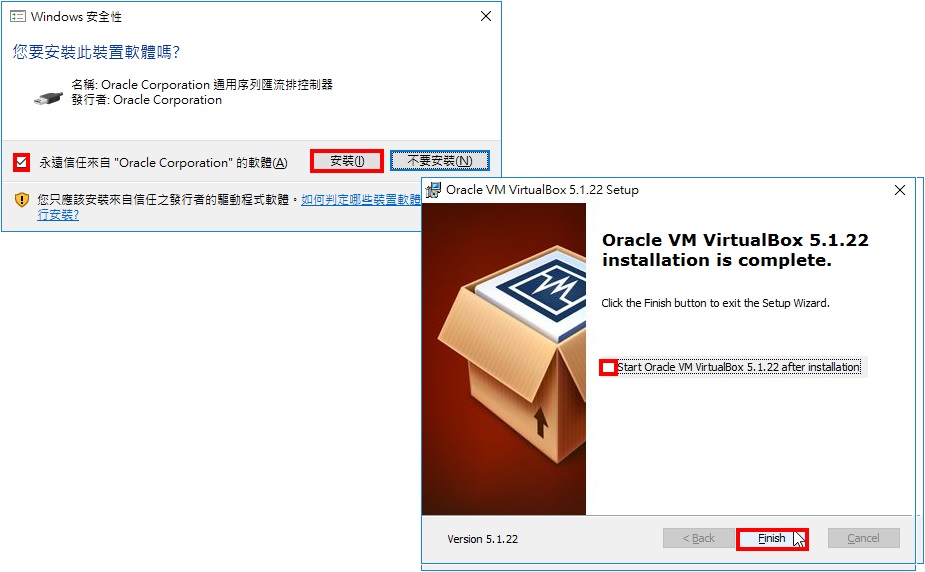 Windows 安全性
您要安裝此裝置軟體嗎?
名稱: Oracle Corporation 通用序列匯流排控制器
發行者: Oracle Corporation
永遠信任來自 "Oracle Corporation" 的軟體(A)
安裝(I)
不要安裝(N)
您只應該安裝來自信任之發行者的驅動程式軟體。如何判定哪些裝置軟體
行安裝?
Oracle VM VirtualBox 5.1.22 Setup
Oracle VM VirtualBox 5.1.22
installation is complete.
Click the Finish button to exit the Setup Wizard.
Start Oracle VM VirtualBox 5.1.22 after installation
Version 5.1.22
< Back
Finish
Cancel